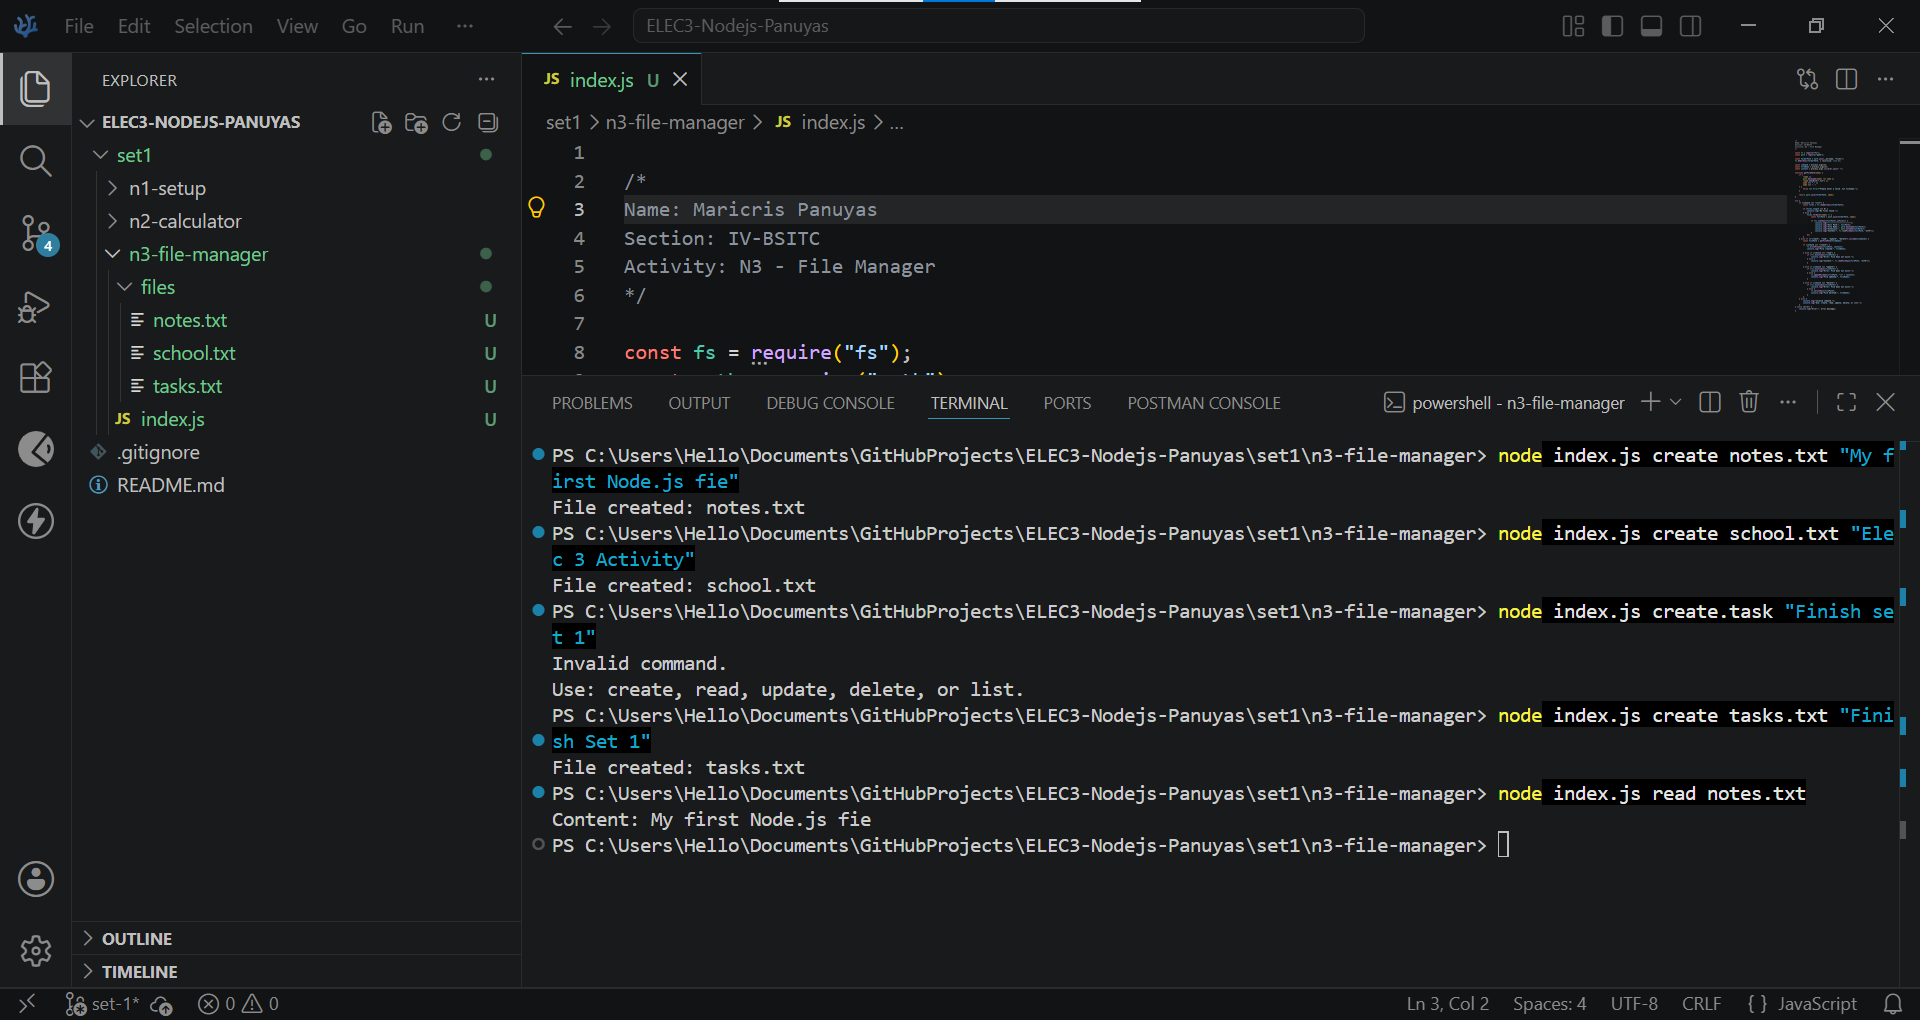 File Edit Selection View Go Run ··· ELEC3-Nodejs-Panuyas
EXPLORER ···
ELEC3-NODEJS-PANUYAS
set1
n1-setup
n2-calculator
n3-file-manager
files
notes.txt U
school.txt U
tasks.txt U
JS index.js U
.gitignore
README.md
4
OUTLINE
TIMELINE
JS index.js U
set1 > n3-file-manager > JS index.js > ...
1
2 /*
3 Name: Maricris Panuyas
4 Section: IV-BSITC
5 Activity: N3 - File Manager
6 */
7
8 const fs = require("fs");
PROBLEMS OUTPUT DEBUG CONSOLE TERMINAL PORTS POSTMAN CONSOLE powershell - n3-file-manager
PS C:\Users\Hello\Documents\GitHubProjects\ELEC3-Nodejs-Panuyas\set1\n3-file-manager> node index.js create notes.txt "My f
irst Node.js fie"
File created: notes.txt
PS C:\Users\Hello\Documents\GitHubProjects\ELEC3-Nodejs-Panuyas\set1\n3-file-manager> node index.js create school.txt "Ele
c 3 Activity"
File created: school.txt
PS C:\Users\Hello\Documents\GitHubProjects\ELEC3-Nodejs-Panuyas\set1\n3-file-manager> node index.js create.task "Finish se
t 1"
Invalid command.
Use: create, read, update, delete, or list.
PS C:\Users\Hello\Documents\GitHubProjects\ELEC3-Nodejs-Panuyas\set1\n3-file-manager> node index.js create tasks.txt "Fini
sh Set 1"
File created: tasks.txt
PS C:\Users\Hello\Documents\GitHubProjects\ELEC3-Nodejs-Panuyas\set1\n3-file-manager> node index.js read notes.txt
Content: My first Node.js fie
PS C:\Users\Hello\Documents\GitHubProjects\ELEC3-Nodejs-Panuyas\set1\n3-file-manager>
set-1* 0 0 Ln 3, Col 2 Spaces: 4 UTF-8 CRLF { } JavaScript